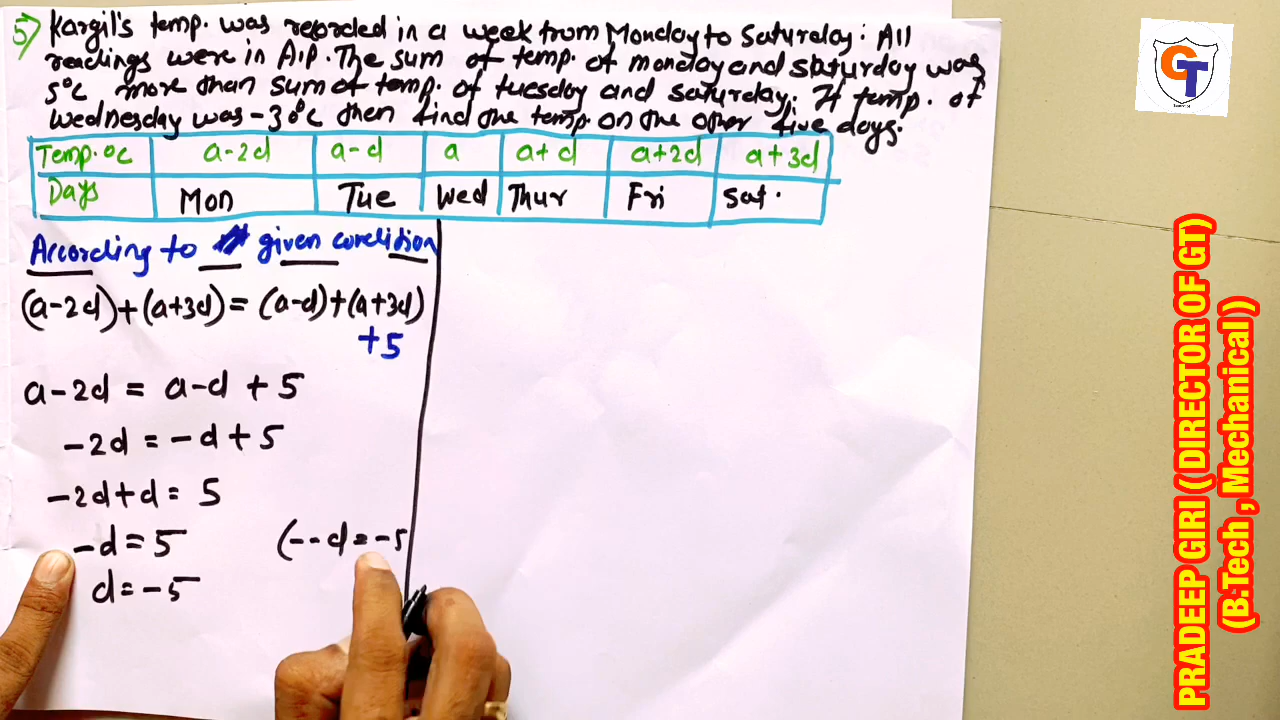 5) Kargil's temp. was recorded in a week from Monday to Saturday: All
readings were in A.P. The sum of temp. of monday and saturday was
5°C more than sum of temp. of tuesday and saturday. If temp. of
Wednesday was -30°C then find the temp. on the other five days.
Temp. °C a-2d a-d a a+d a+2d a+3d
Days Mon Tue Wed Thur Fri Sat.
According to given condition
(a-2d)+(a+3d)= (a-d)+(a+3d)
+5
a-2d = a-d +5
-2d = -d+5
-2d+d= 5
-d=5 (--d=-5
d=-5
GT
PRADEEP GIRI ( DIRECTOR OF GT)
(B.Tech , Mechanical )